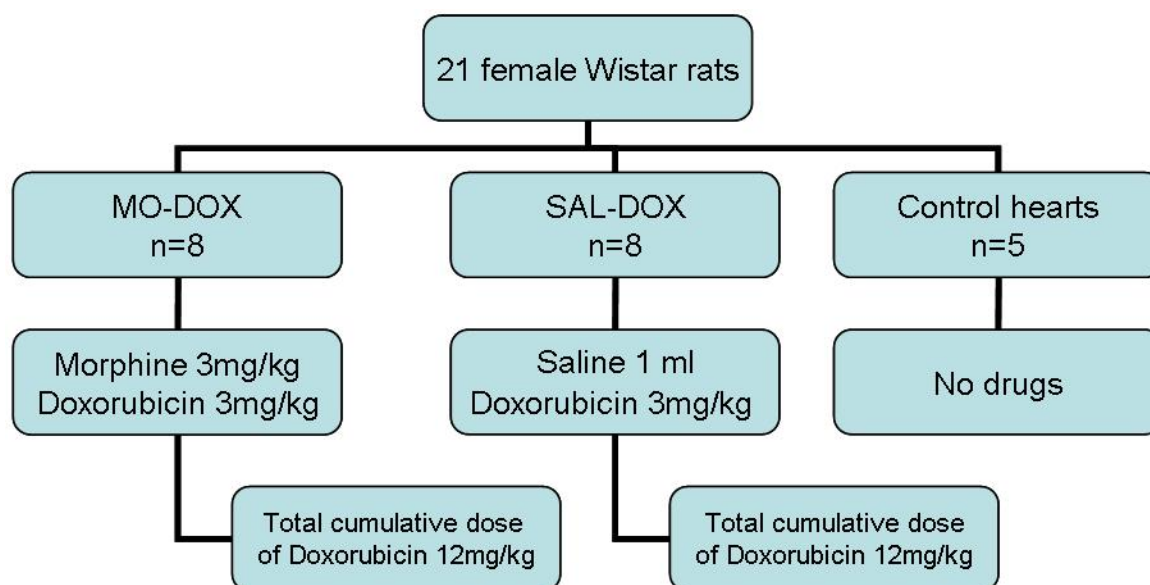 21 female Wistar rats
MO-DOX
n=8
SAL-DOX
n=8
Control hearts
n=5
Morphine 3mg/kg
Doxorubicin 3mg/kg
Saline 1 ml
Doxorubicin 3mg/kg
No drugs
Total cumulative dose
of Doxorubicin 12mg/kg
Total cumulative dose
of Doxorubicin 12mg/kg